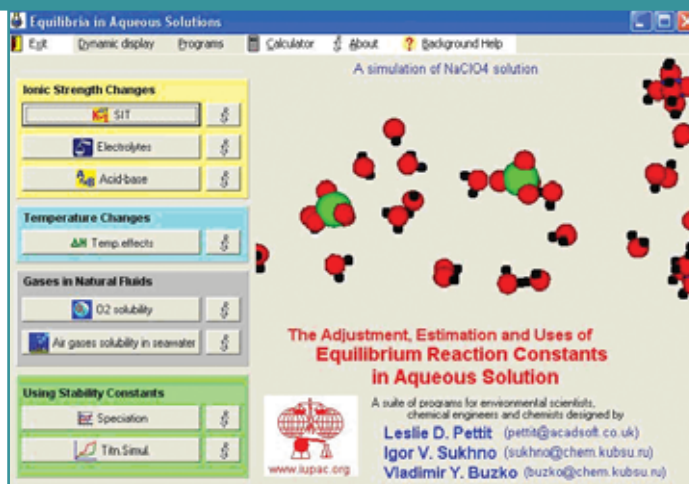 Equilibria in Aqueous Solutions
Exit Dynamic display Programs Calculator About Background Help
A simulation of NaClO4 solution
Ionic Strength Changes
SIT
Electrolytes
Acid-base
Temperature Changes
ΔH Temp.effects
Gases in Natural Fluids
O2 solubility
Air gases solubility in seawater
Using Stability Constants
Speciation
Titn.Simul.
The Adjustment, Estimation and Uses of
Equilibrium Reaction Constants
in Aqueous Solution
A suite of programs for environmental scientists,
chemical engineers and chemists designed by
Leslie D. Pettit (pettit@acadsoft.co.uk)
Igor V. Sukhno (sukhno@chem.kubsu.ru)
Vladimir Y. Buzko (buzko@chem.kubsu.ru)
www.iupac.org